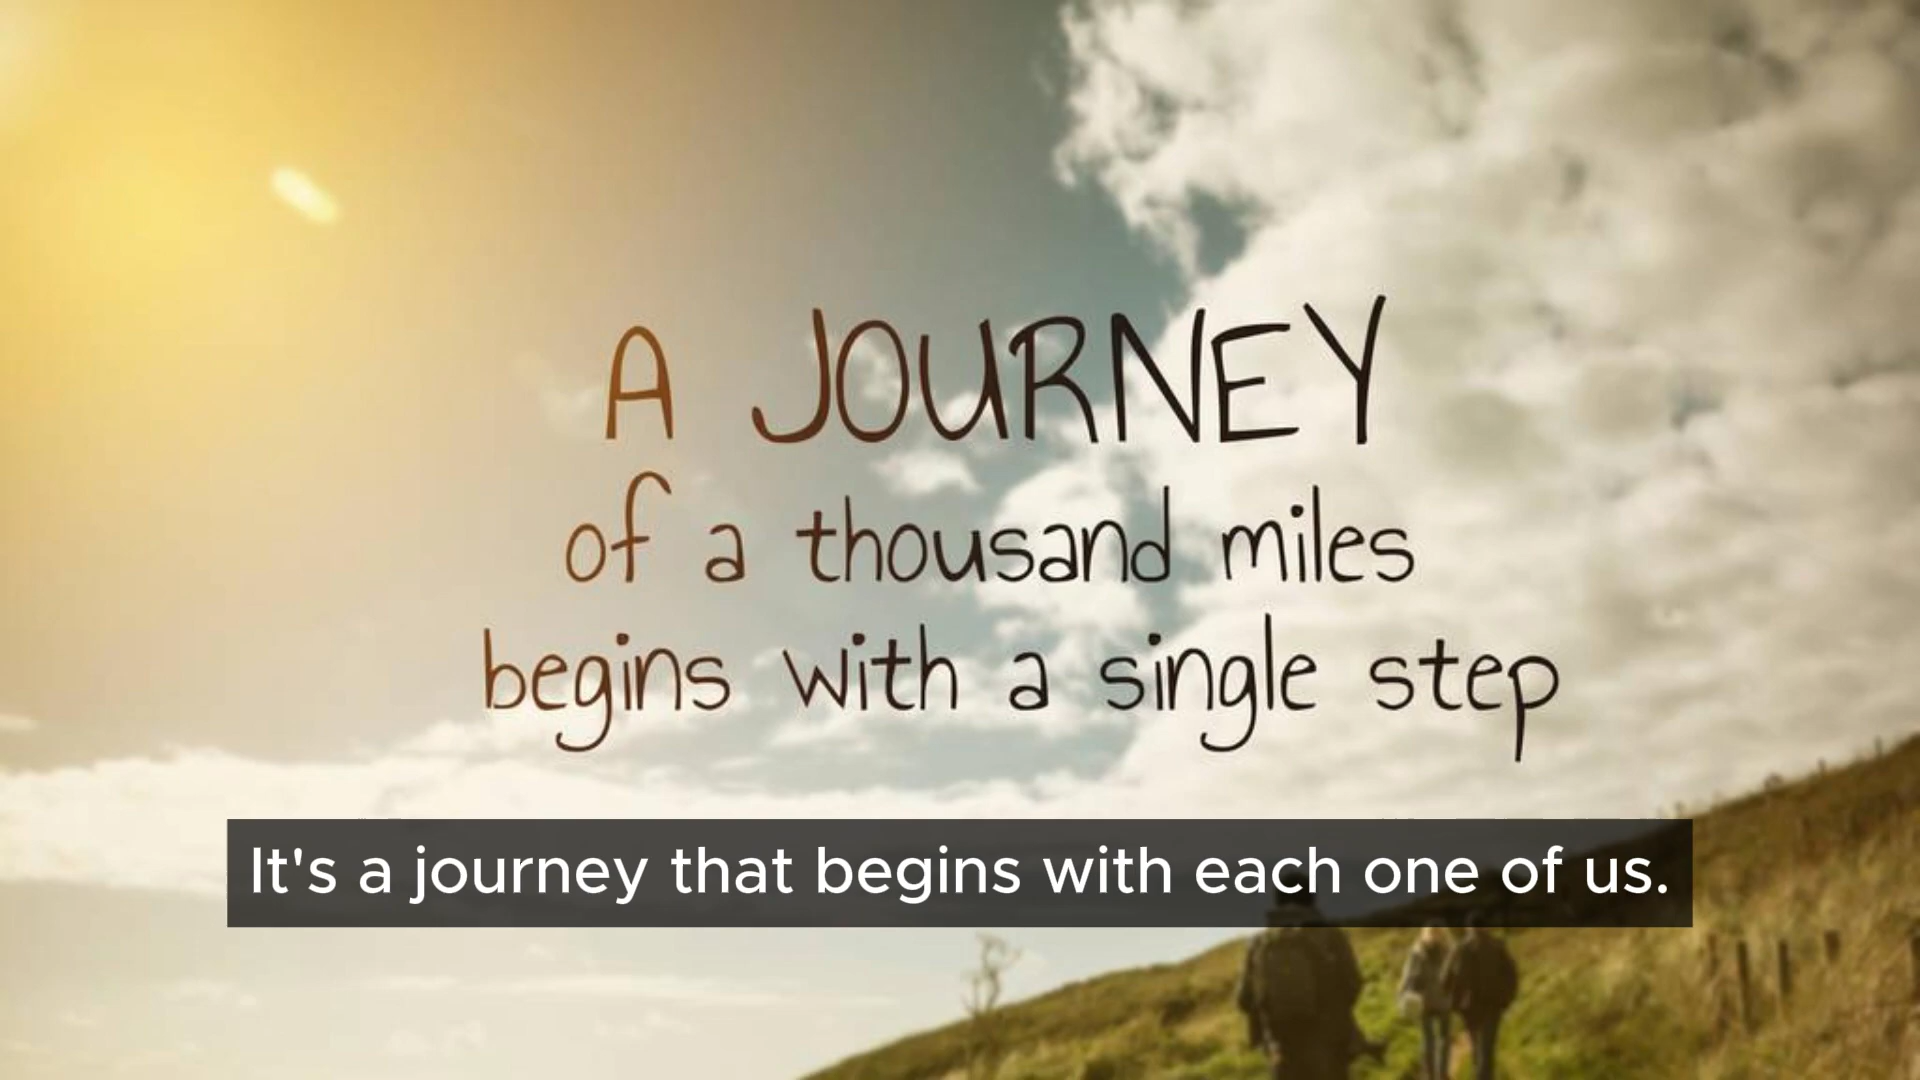 A JOURNEY
of a thousand miles
begins with a single step
It's a journey that begins with each one of us.